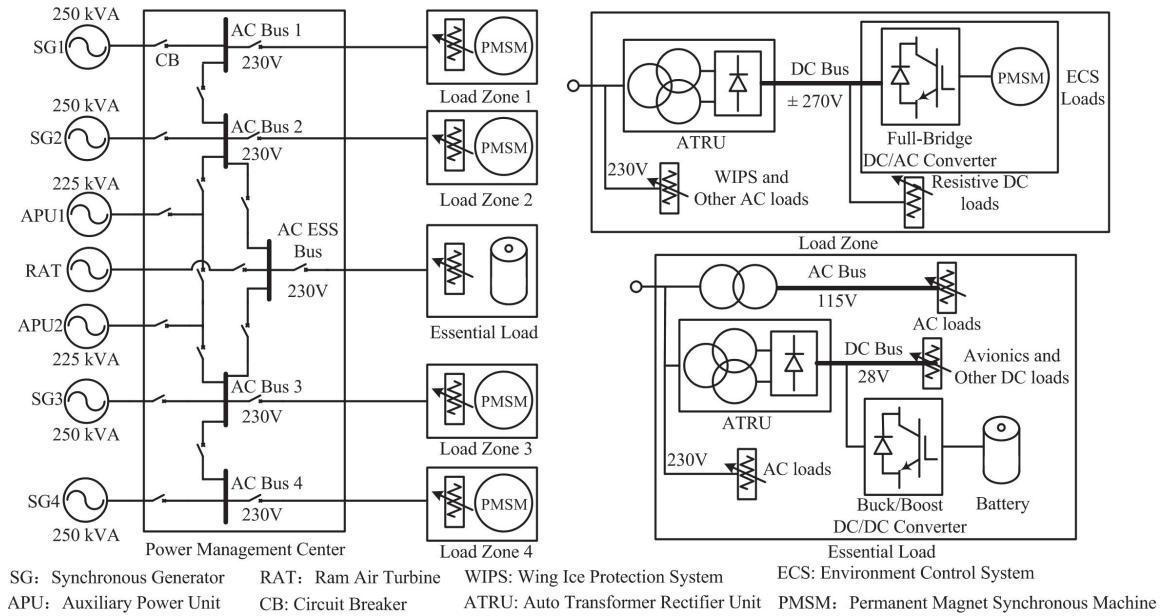 250 kVA
SG1
CB
AC Bus 1
230V
PMSM
Load Zone 1
250 kVA
SG2
AC Bus 2
230V
PMSM
Load Zone 2
225 kVA
APU1
RAT
AC ESS
Bus
230V
Essential Load
APU2
225 kVA
SG3
250 kVA
AC Bus 3
230V
PMSM
Load Zone 3
SG4
250 kVA
AC Bus 4
230V
PMSM
Load Zone 4
Power Management Center
ATRU
DC Bus
± 270V
PMSM
ECS
Loads
Full-Bridge
DC/AC Converter
230V
WIPS and
Other AC loads
Resistive DC
loads
Load Zone
AC Bus
115V
AC loads
ATRU
DC Bus
28V
Avionics and
Other DC loads
230V
AC loads
Buck/Boost
DC/DC Converter
Battery
Essential Load
SG: Synchronous Generator
RAT: Ram Air Turbine
WIPS: Wing Ice Protection System
ECS: Environment Control System
APU: Auxiliary Power Unit
CB: Circuit Breaker
ATRU: Auto Transformer Rectifier Unit
PMSM: Permanent Magnet Synchronous Machine